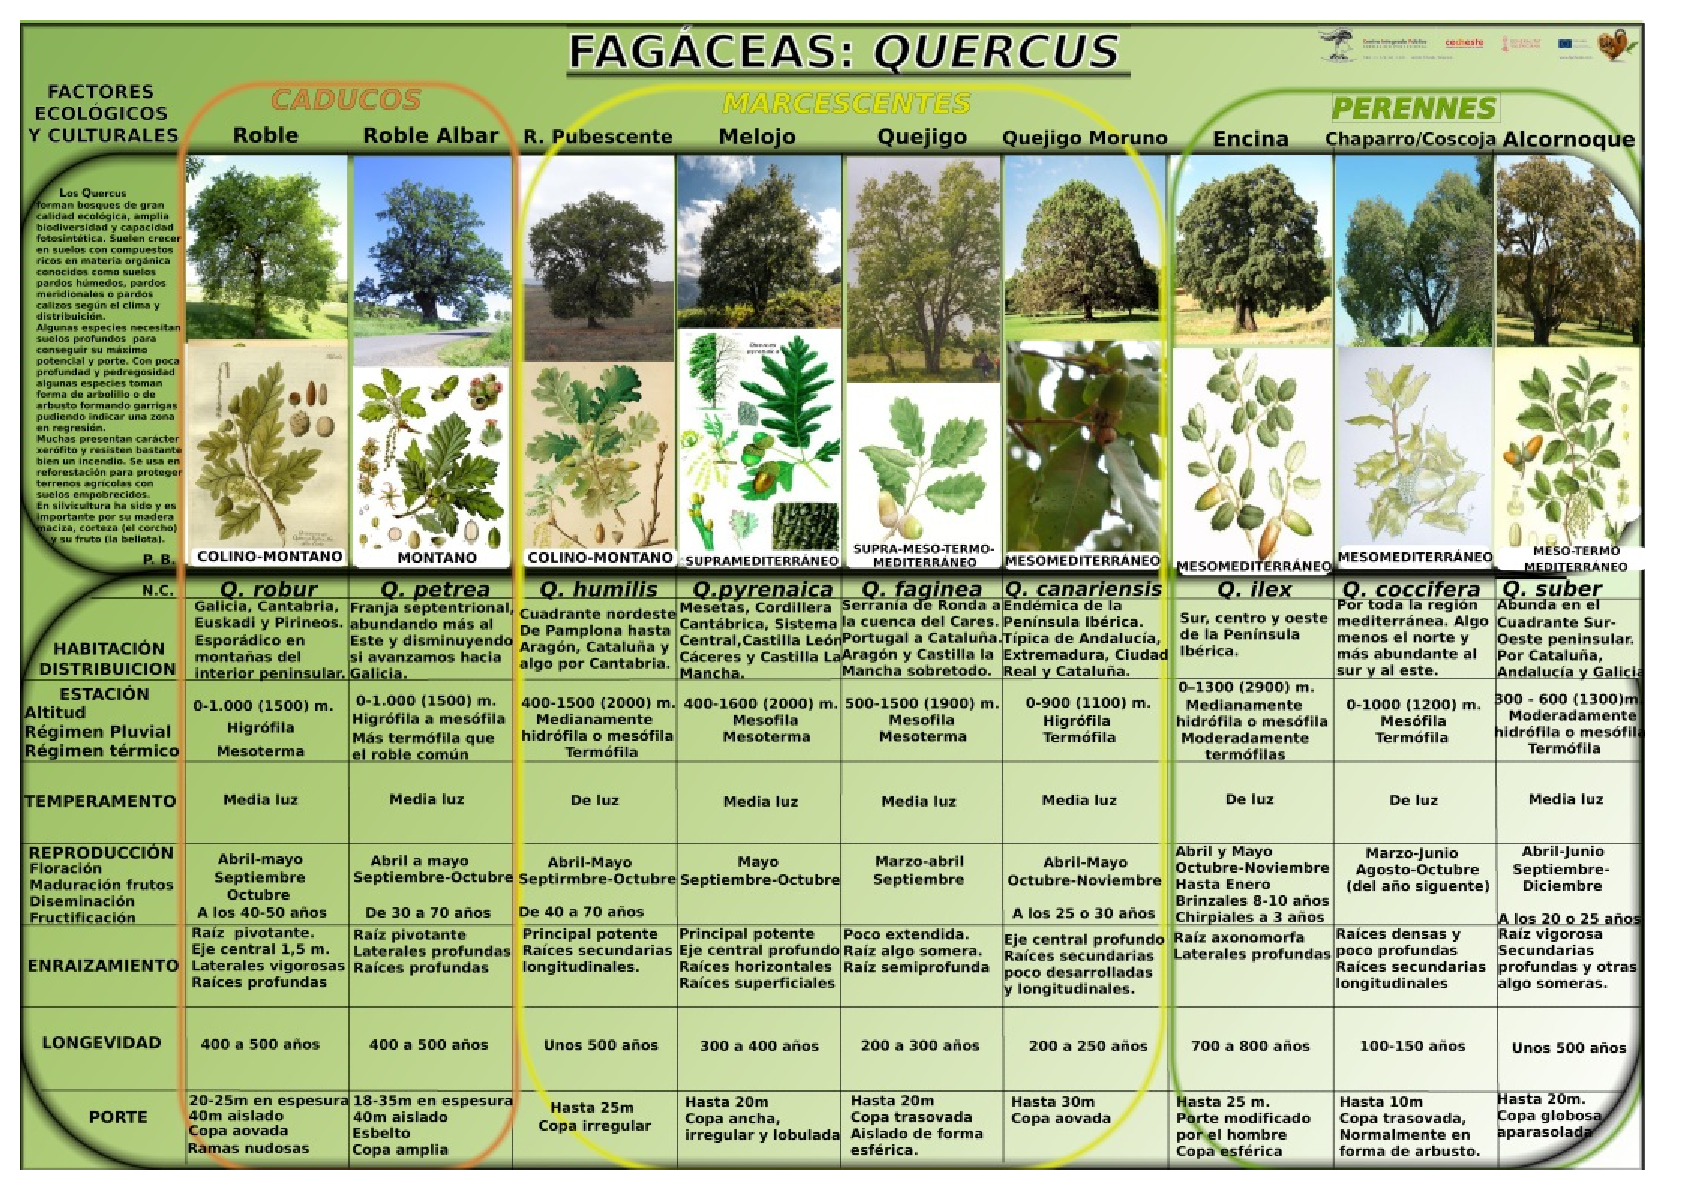 FAGÁCEAS: QUERCUS
cecheste
FACTORES
ECOLÓGICOS
Y CULTURALES
CADUCOS
MARCESCENTES
PERENNES
Roble
Roble Albar
R. Pubescente
Melojo
Quejigo
Quejigo Moruno
Encina
Chaparro/Coscoja
Alcornoque
Los Quercus
forman bosques de gran
calidad ecológica, amplia
biodiversidad y capacidad
fotosintética. Suelen crecer
en suelos con compuestos
ricos en materia orgánica
conocidos como suelos
pardos húmedos, pardos
meridionales o pardos
calizos según el clima y
distribuición.
Algunas especies necesitan
suelos profundos para
conseguir su máximo
potencial y porte. Con poca
profundidad y pedregosidad
algunas especies toman
forma de arbolillo o de
arbusto formando garrigas
pudiendo indicar una zona
en regresión.
Muchas presentan carácter
xerófito y resisten bastante
bien un incendio. Se usa en
reforestación para proteger
terrenos agrícolas con
suelos empobrecidos.
En silvicultura ha sido y es
importante por su madera
maciza, corteza (el corcho)
y su fruto (la bellota).
P. B.
COLINO-MONTANO
MONTANO
COLINO-MONTANO
SUPRAMEDITERRÁNEO
SUPRA-MESO-TERMO-
MEDITERRÁNEO
MESOMEDITERRÁNEO
MESOMEDITERRÁNEO
MESOMEDITERRÁNEO
MESO-TERMO
MEDITERRÁNEO
N.C.
Q. robur
Q. petrea
Q. humilis
Q.pyrenaica
Q. faginea
Q. canariensis
Q. ilex
Q. coccifera
Q. suber
HABITACIÓN
DISTRIBUICION
Galicia, Cantabria,
Euskadi y Pirineos.
Esporádico en
montañas del
interior peninsular.
Franja septentrional,
abundando más al
Este y disminuyendo
si avanzamos hacia
Galicia.
Cuadrante nordeste
De Pamplona hasta
Aragón, Cataluña y
algo por Cantabria.
Mesetas, Cordillera
Cantábrica, Sistema
Central,Castilla León
Cáceres y Castilla La
Mancha.
Serranía de Ronda a
la cuenca del Cares.
Portugal a Cataluña.
Aragón y Castilla la
Mancha sobretodo.
Endémica de la
Península Ibérica.
Típica de Andalucía,
Extremadura, Ciudad
Real y Cataluña.
Sur, centro y oeste
de la Península
Ibérica.
Por toda la región
mediterránea. Algo
menos el norte y
más abundante al
sur y al este.
Abunda en el
Cuadrante Sur-
Oeste peninsular.
Por Cataluña,
Andalucía y Galicia
ESTACIÓN
Altitud
Régimen Pluvial
Régimen térmico
0-1.000 (1500) m.
Higrófila
Mesoterma
0-1.000 (1500) m.
Higrófila a mesófila
Más termófila que
el roble común
400-1500 (2000) m.
Medianamente
hidrófila o mesófila
Termófila
400-1600 (2000) m.
Mesofila
Mesoterma
500-1500 (1900) m.
Mesofila
Mesoterma
0-900 (1100) m.
Higrófila
Termófila
0–1300 (2900) m.
Medianamente
hidrófila o mesófila
Moderadamente
termófilas
0-1000 (1200) m.
Mesófila
Termófila
300 - 600 (1300)m.
Moderadamente
hidrófila o mesófila
Termófila
TEMPERAMENTO
Media luz
Media luz
De luz
Media luz
Media luz
Media luz
De luz
De luz
Media luz
REPRODUCCIÓN
Floración
Maduración frutos
Diseminación
Fructificación
Abril-mayo
Septiembre
Octubre
A los 40-50 años
Abril a mayo
Septiembre-Octubre
De 30 a 70 años
Abril-Mayo
Septirmbre-Octubre
De 40 a 70 años
Mayo
Septiembre-Octubre
Marzo-abril
Septiembre
Abril-Mayo
Octubre-Noviembre
A los 25 o 30 años
Abril y Mayo
Octubre-Noviembre
Hasta Enero
Brinzales 8-10 años
Chirpiales a 3 años
Marzo-Junio
Agosto-Octubre
(del año siguente)
Abril-Junio
Septiembre-
Diciembre
A los 20 o 25 años
ENRAIZAMIENTO
Raíz pivotante.
Eje central 1,5 m.
Laterales vigorosas
Raíces profundas
Raíz pivotante
Laterales profundas
Raíces profundas
Principal potente
Raíces secundarias
longitudinales.
Principal potente
Eje central profundo
Raíces horizontales
Raíces superficiales
Poco extendida.
Raíz algo somera.
Raíz semiprofunda
Eje central profundo
Raíces secundarias
poco desarrolladas
y longitudinales.
Raíz axonomorfa
Laterales profundas
Raíces densas y
poco profundas
Raíces secundarias
longitudinales
Raíz vigorosa
Secundarias
profundas y otras
algo someras.
LONGEVIDAD
400 a 500 años
400 a 500 años
Unos 500 años
300 a 400 años
200 a 300 años
200 a 250 años
700 a 800 años
100-150 años
Unos 500 años
PORTE
20-25m en espesura
40m aislado
Copa aovada
Ramas nudosas
18-35m en espesura
40m aislado
Esbelto
Copa amplia
Hasta 25m
Copa irregular
Hasta 20m
Copa ancha,
irregular y lobulada
Hasta 20m
Copa trasovada
Aislado de forma
esférica.
Hasta 30m
Copa aovada
Hasta 25 m.
Porte modificado
por el hombre
Copa esférica
Hasta 10m
Copa trasovada,
Normalmente en
forma de arbusto.
Hasta 20m.
Copa globosa,
aparasolada